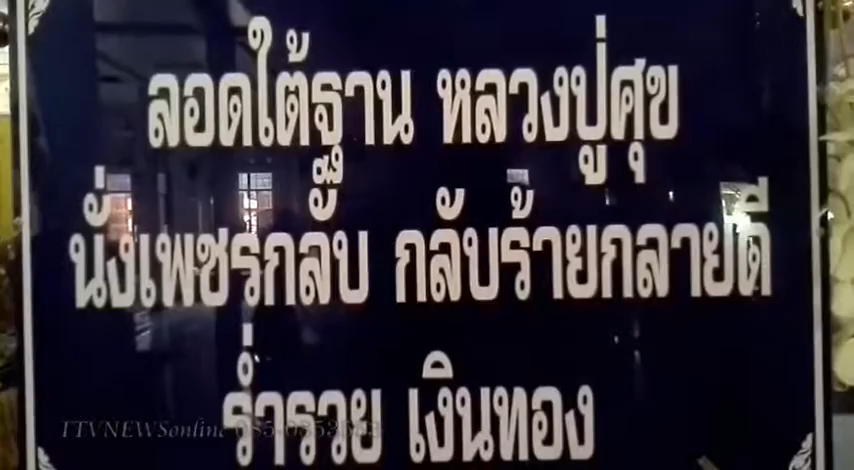 ลอดใต้ฐาน หลวงปู่ศุข
นั่งเพชรกลับ กลับร้ายกลายดี
ร่ำรวย เงินทอง
ITVNEWSonline